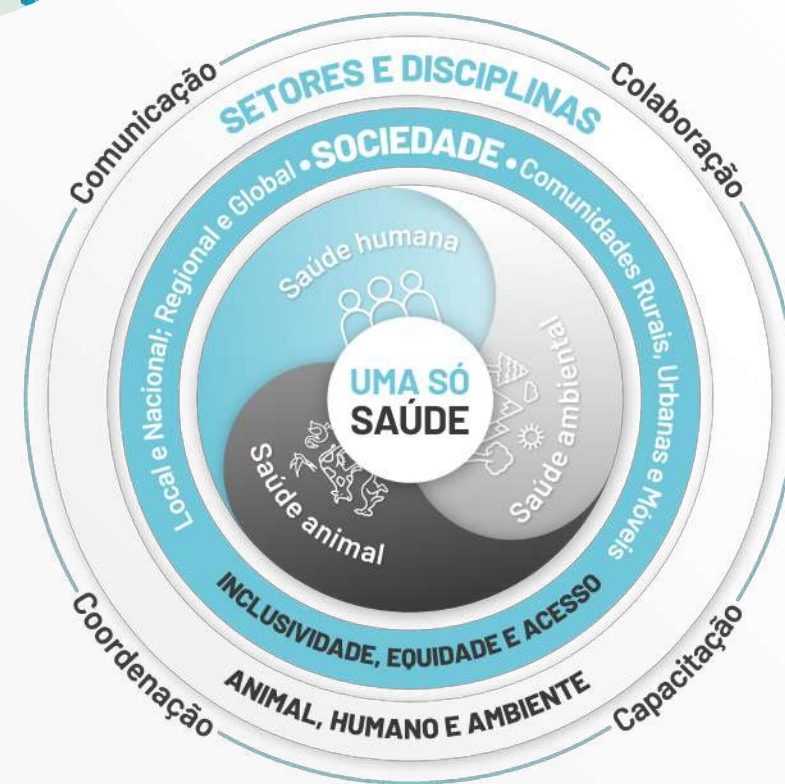 Comunicação
Colaboração
SETORES E DISCIPLINAS
Local e Nacional; Regional e Global • SOCIEDADE • Comunidades Rurais, Urbanas e Móveis
Saúde humana
Saúde ambiental
UMA SÓ
SAÚDE
Saúde animal
INCLUSIVIDADE, EQUIDADE E ACESSO
ANIMAL, HUMANO E AMBIENTE
Coordenação
Capacitação